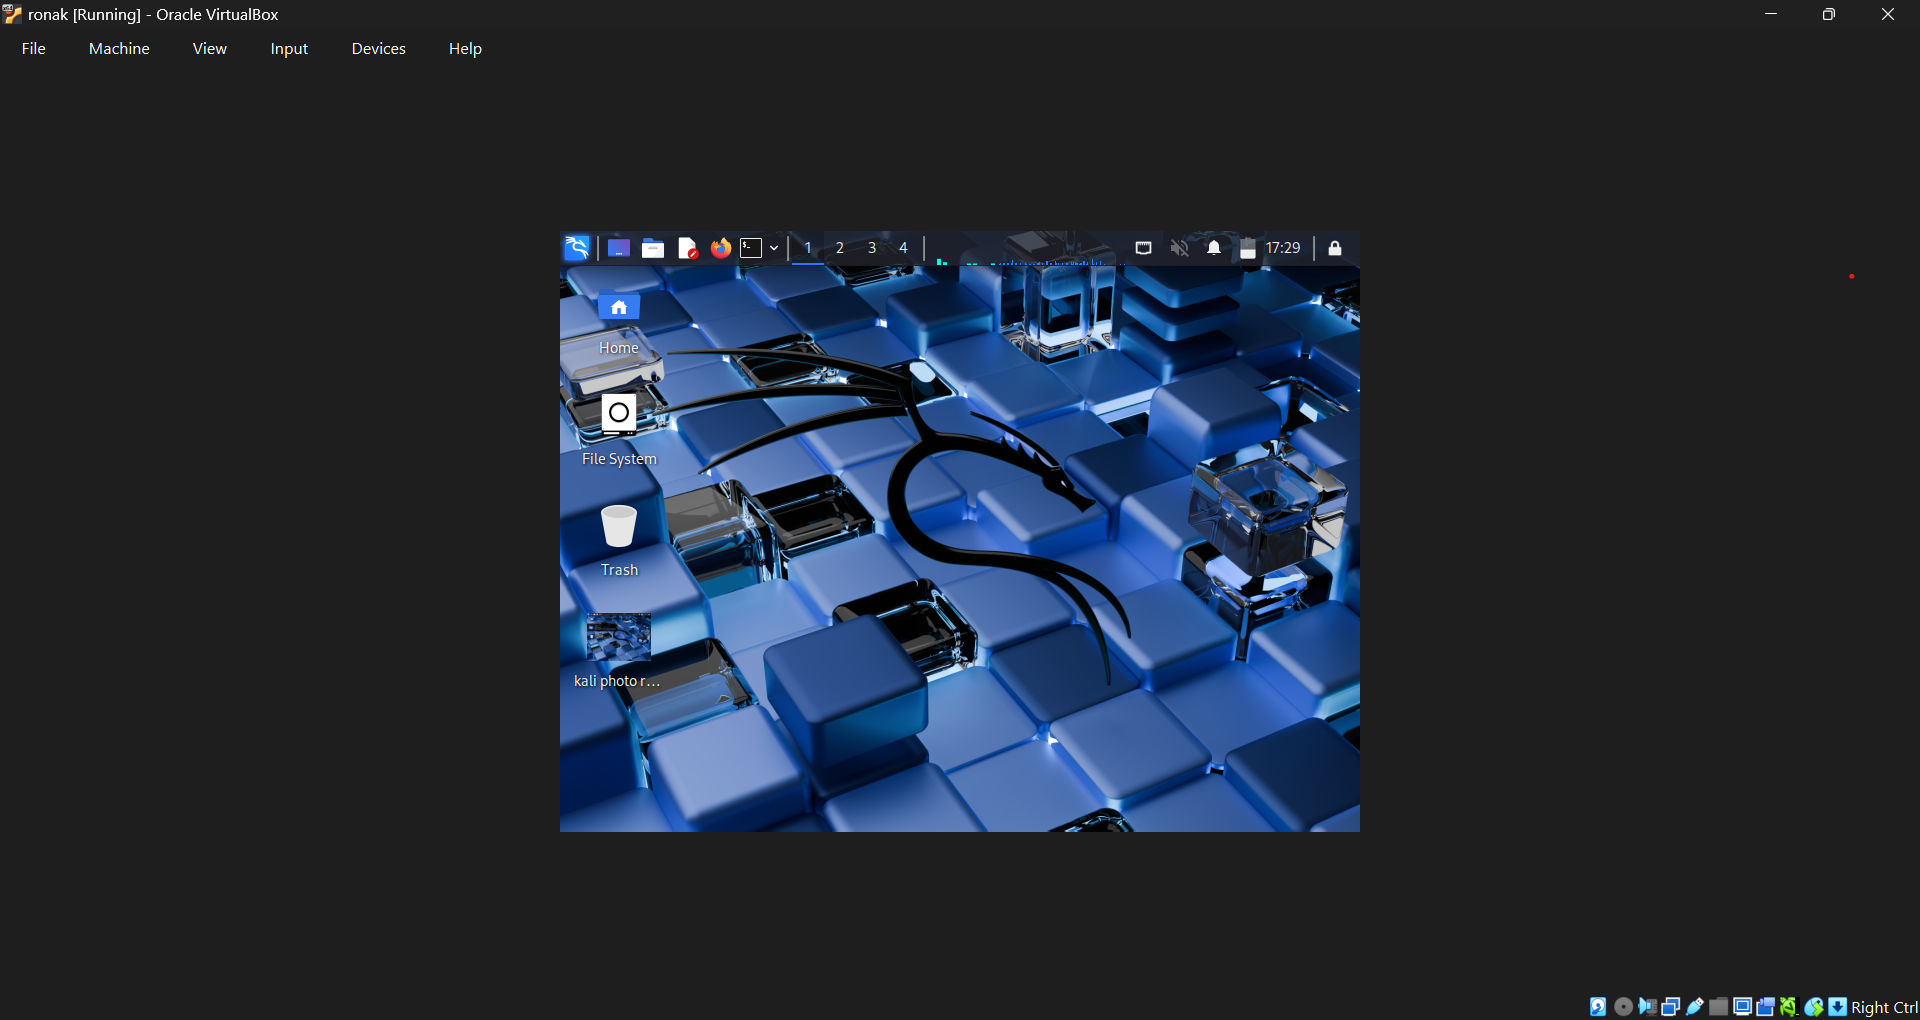 ronak [Running] - Oracle VirtualBox
File Machine View Input Devices Help
1 2 3 4 17:29
Home
File System
Trash
kali photo r...
Right Ctrl